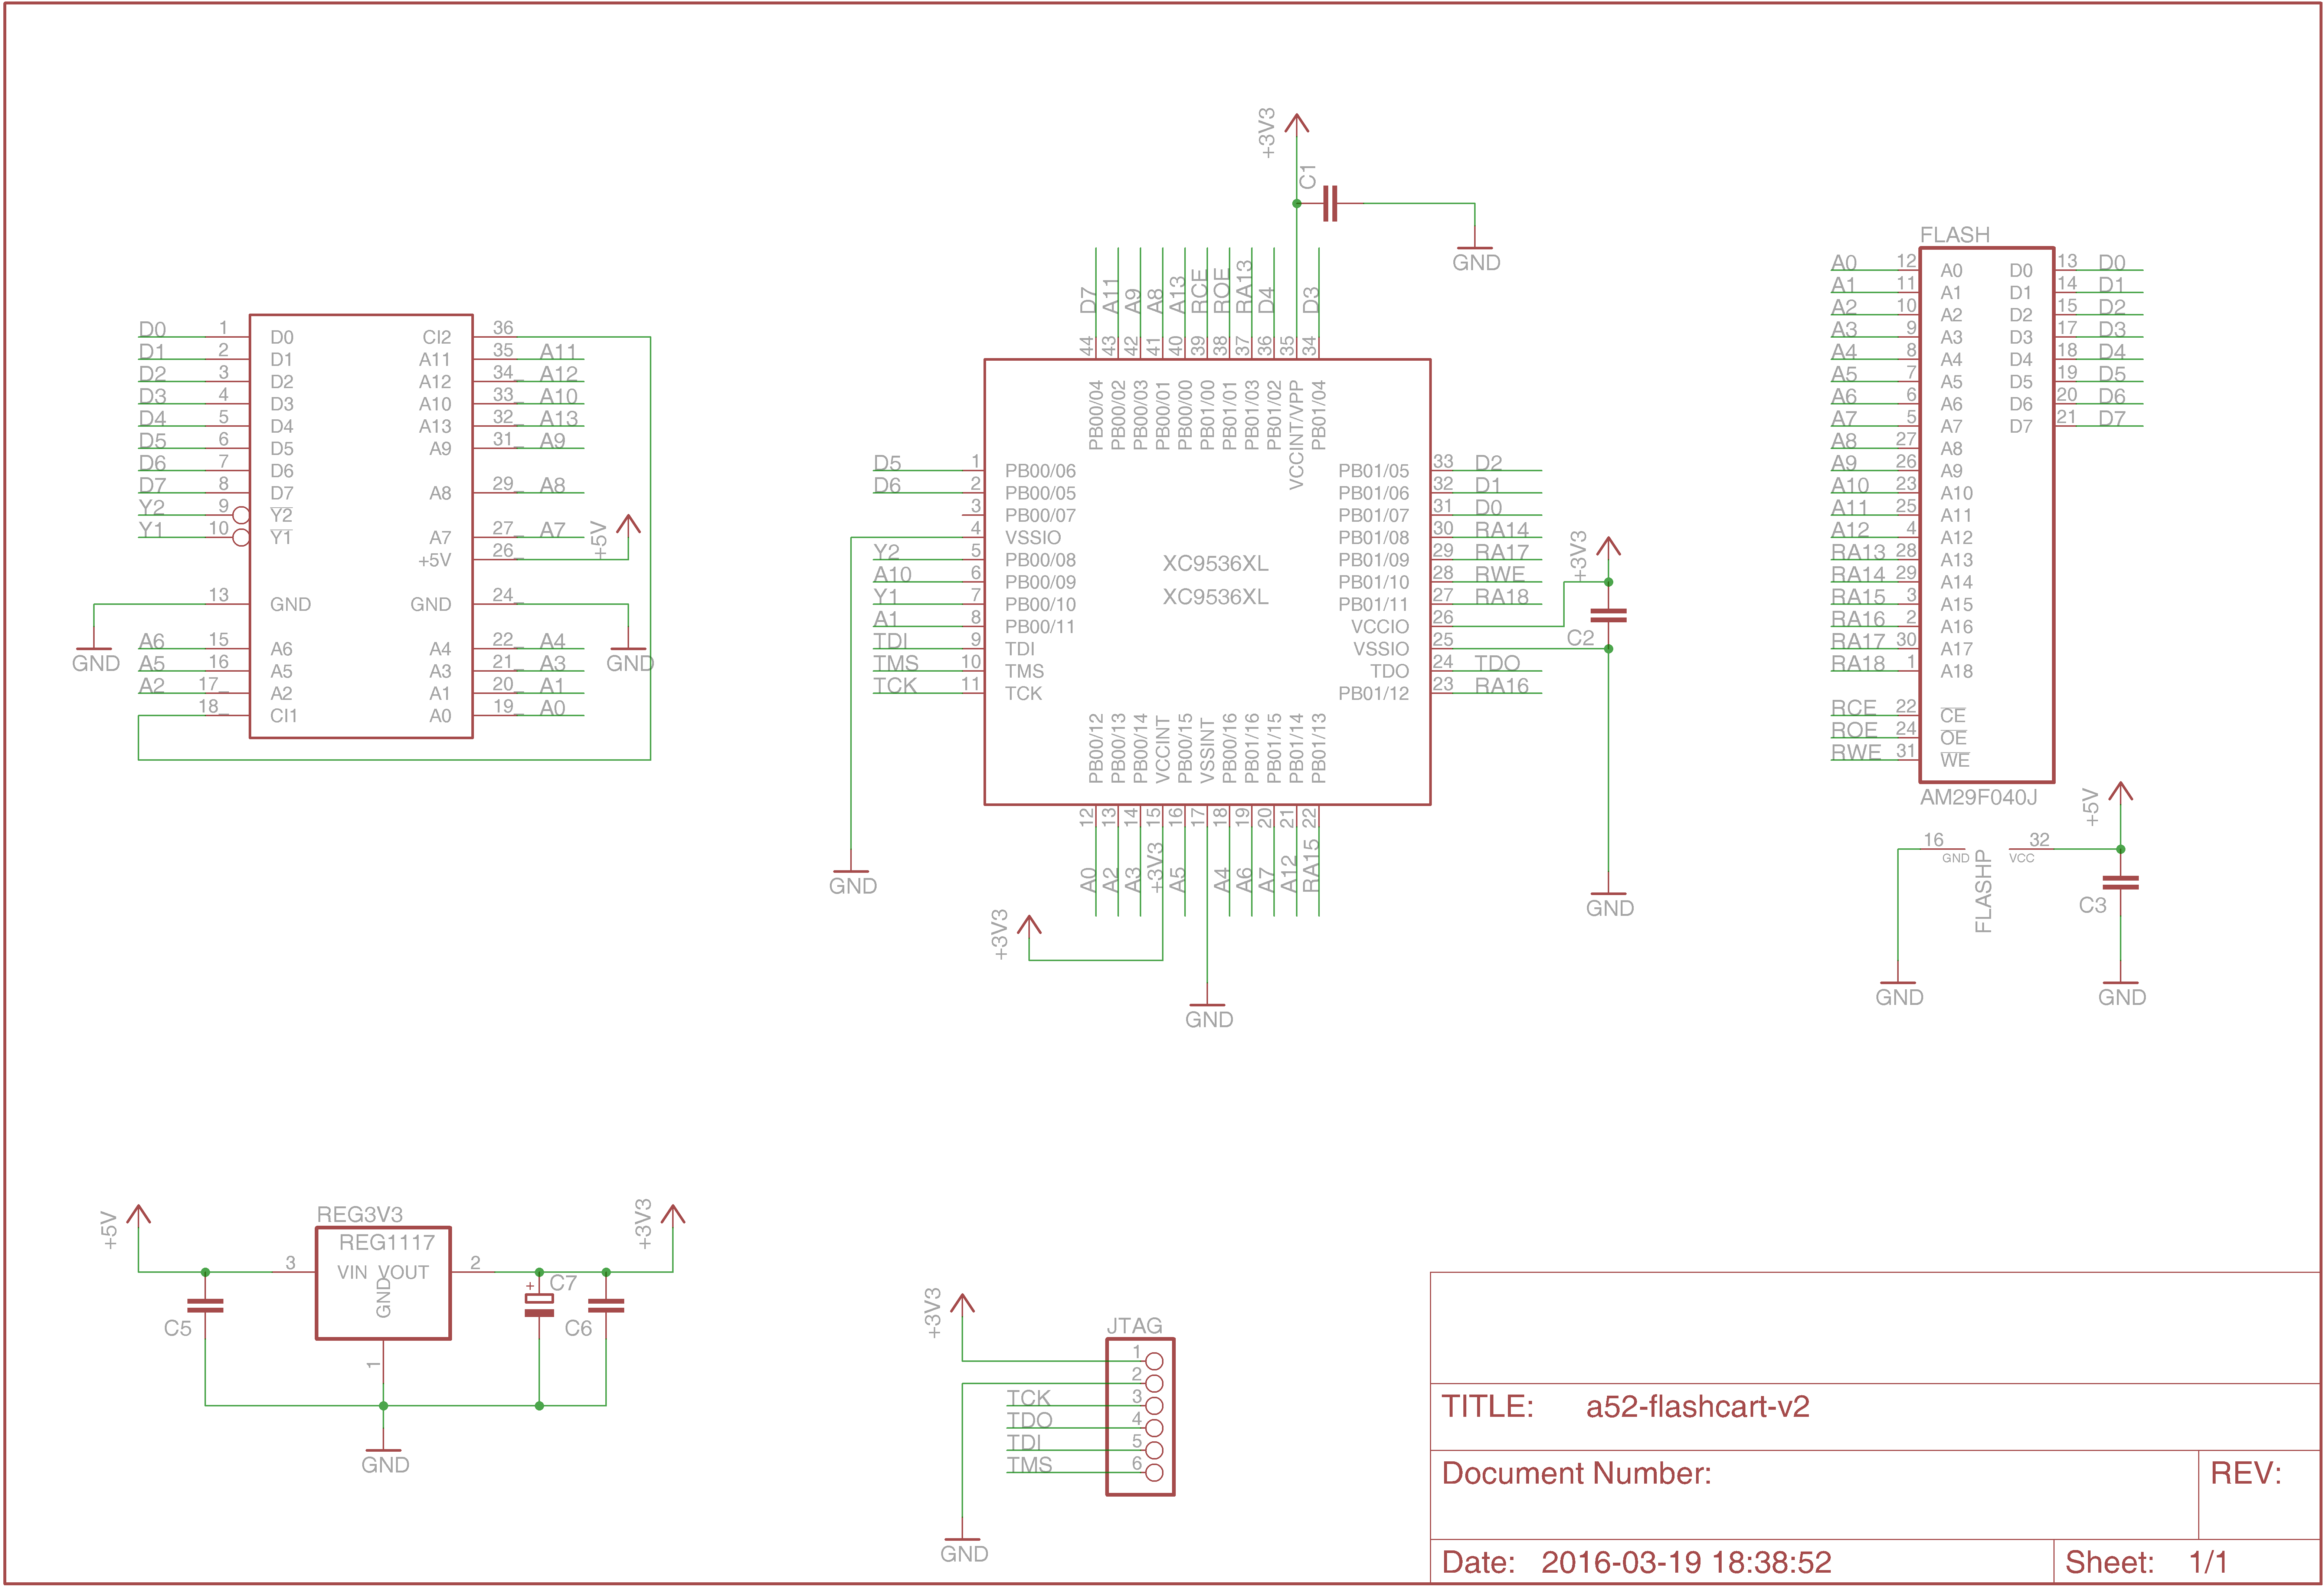 +3V3
C1
GND
D7 A11 A9 A8 A13 RCE ROE RA13 D4 D3
44 43 42 41 40 39 38 37 36 35 34
PB00/04 PB00/02 PB00/03 PB00/01 PB00/00 PB01/00 PB01/01 PB01/03 PB01/02 VCCINT/VPP PB01/04
D0 1 D0 CI2 36
D1 2 D1 A11 35 A11
D2 3 D2 A12 34 A12
D3 4 D3 A10 33 A10
D4 5 D4 A13 32 A13
D5 6 D5 A9 31 A9
D6 7 D6
D7 8 D7 A8 29 A8
Y2 9 Y2
Y1 10 Y1 A7 27 A7
+5V 26 +5V
13 GND GND 24
GND GND
A6 15 A6 A4 22 A4
A5 16 A5 A3 21 A3
A2 17 A2 A1 20 A1
18 CI1 A0 19 A0
D5 1 PB00/06 PB01/05 33 D2
D6 2 PB00/05 PB01/06 32 D1
3 PB00/07 PB01/07 31 D0
4 VSSIO PB01/08 30 RA14
Y2 5 PB00/08 PB01/09 29 RA17
A10 6 PB00/09 PB01/10 28 RWE
Y1 7 PB00/10 PB01/11 27 RA18
A1 8 PB00/11 VCCIO 26
TDI 9 TDI VSSIO 25
TMS 10 TMS TDO 24 TDO
TCK 11 TCK PB01/12 23 RA16
XC9536XL
XC9536XL
+3V3
C2
GND
PB00/12 PB00/13 PB00/14 VCCINT PB00/15 VSSINT PB00/16 PB01/16 PB01/15 PB01/14 PB01/13
12 13 14 15 16 17 18 19 20 21 22
A0 A2 A3 +3V3 A5 A4 A6 A7 A12 RA15
GND
+3V3
GND
FLASH
A0 12 A0 D0 13 D0
A1 11 A1 D1 14 D1
A2 10 A2 D2 15 D2
A3 9 A3 D3 17 D3
A4 8 A4 D4 18 D4
A5 7 A5 D5 19 D5
A6 6 A6 D6 20 D6
A7 5 A7 D7 21 D7
A8 27 A8
A9 26 A9
A10 23 A10
A11 25 A11
A12 4 A12
RA13 28 A13
RA14 29 A14
RA15 3 A15
RA16 2 A16
RA17 30 A17
RA18 1 A18
RCE 22 CE
ROE 24 OE
RWE 31 WE
AM29F040J
+5V
16 GND FLASHP VCC 32
C3
GND GND
+5V
REG3V3
REG1117
3 VIN VOUT 2
GND
1
+3V3
C5
+ C7
C6
GND
+3V3
JTAG
1
2
TCK 3
TDO 4
TDI 5
TMS 6
GND
TITLE: a52-flashcart-v2
Document Number:
REV:
Date: 2016-03-19 18:38:52
Sheet: 1/1